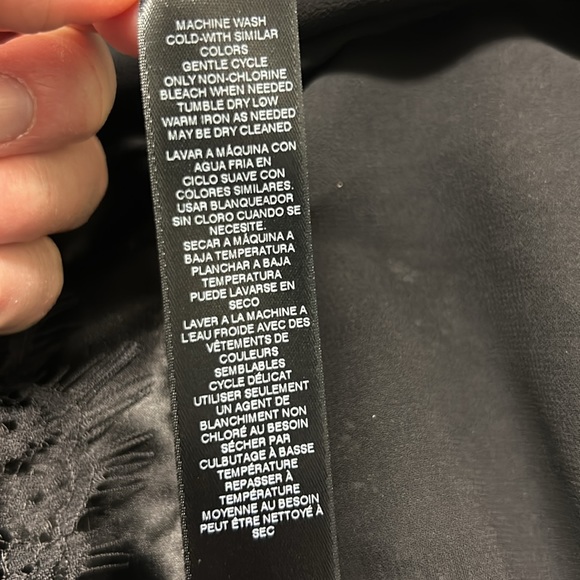 MACHINE WASH
COLD-WITH SIMILAR
COLORS
GENTLE CYCLE
ONLY NON-CHLORINE
BLEACH WHEN NEEDED
TUMBLE DRY LOW
WARM IRON AS NEEDED
MAY BE DRY CLEANED
LAVAR A MÁQUINA CON
AGUA FRIA EN
CICLO SUAVE CON
COLORES SIMILARES.
USAR BLANQUEADOR
SIN CLORO CUANDO SE
NECESITE.
SECAR A MÁQUINA A
BAJA TEMPERATURA
PLANCHAR A BAJA
TEMPERATURA
PUEDE LAVARSE EN
SECO
LAVER A LA MACHINE A
L'EAU FROIDE AVEC DES
VÊTEMENTS DE
COULEURS
SEMBLABLES
CYCLE DÉLICAT
UTILISER SEULEMENT
UN AGENT DE
BLANCHIMENT NON
CHLORÉ AU BESOIN
SÉCHER PAR
CULBUTAGE À BASSE
TEMPÉRATURE
REPASSER À
TEMPÉRATURE
MOYENNE AU BESOIN
PEUT ÊTRE NETTOYÉ À
SEC